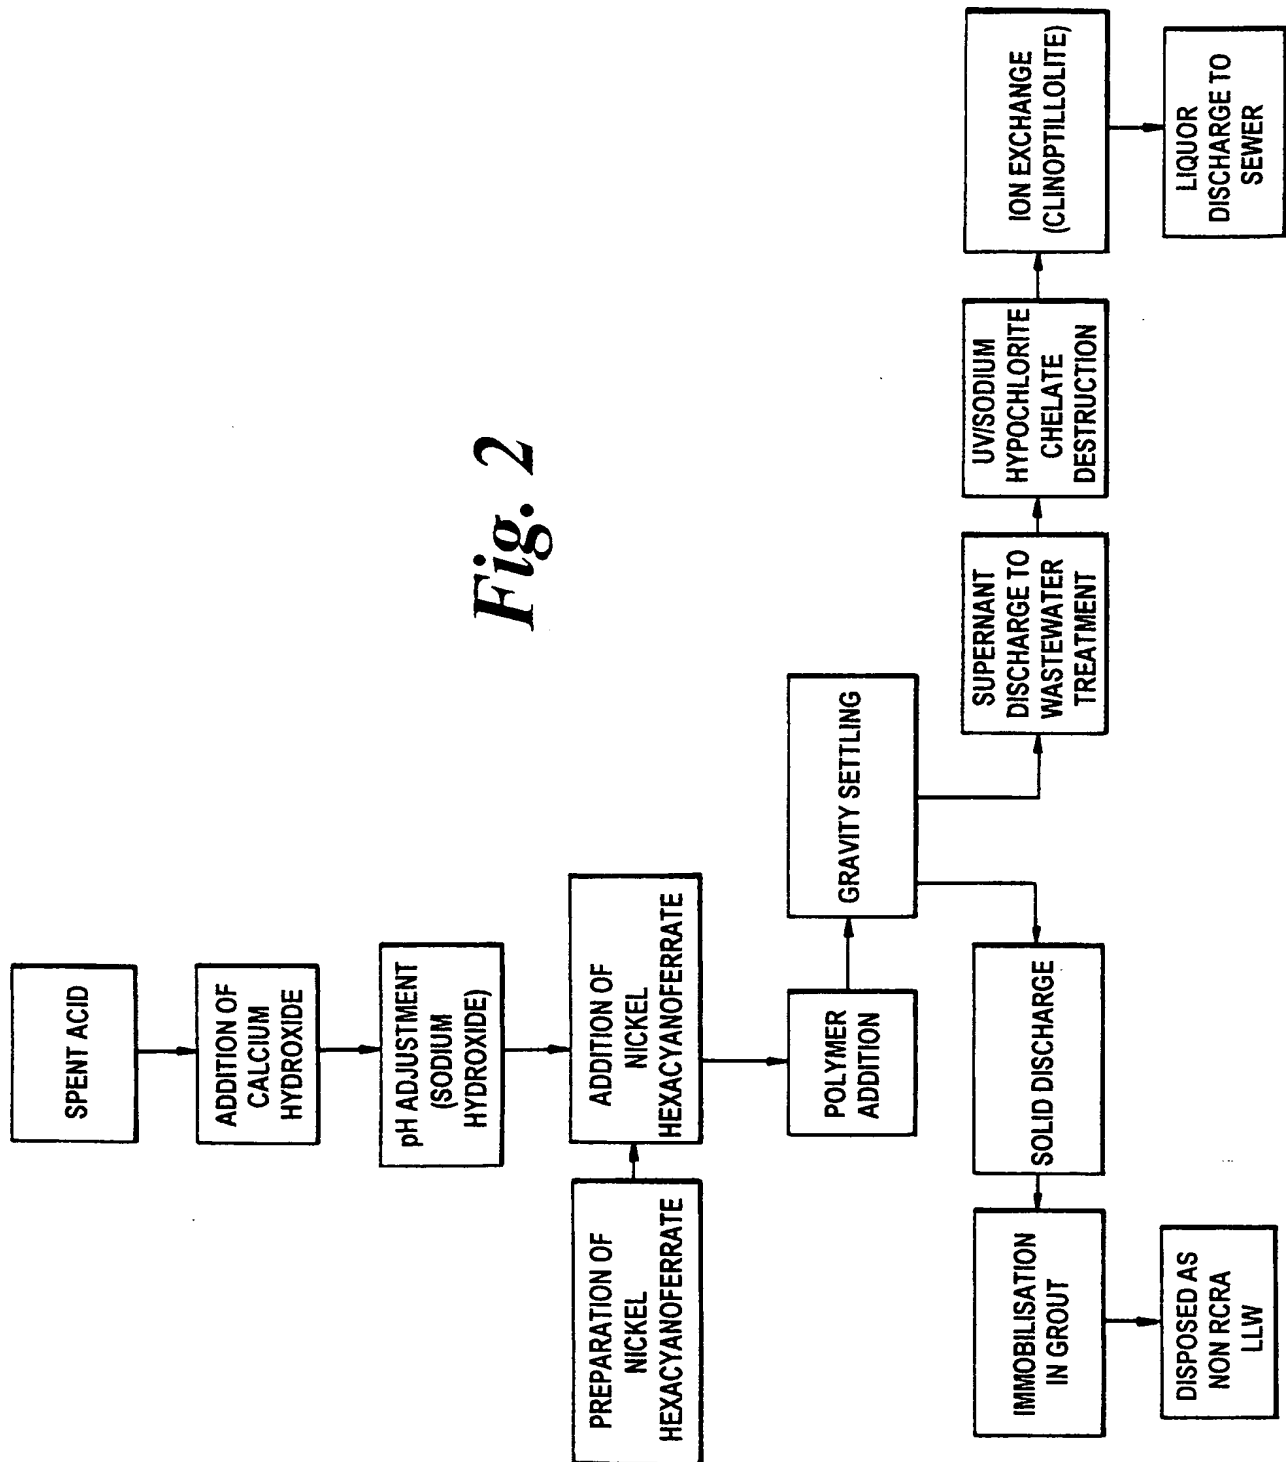 SPENT ACID
ADDITION OF
CALCIUM
HYDROXIDE
pH ADJUSTMENT
(SODIUM
HYDROXIDE)
PREPARATION OF
NICKEL
HEXACYANOFERRATE
ADDITION OF
NICKEL
HEXACYANOFERRATE
POLYMER
ADDITION
GRAVITY SETTLING
SOLID DISCHARGE
IMMOBILISATION
IN GROUT
DISPOSED AS
NON RCRA
LLW
SUPERNANT
DISCHARGE TO
WASTEWATER
TREATMENT
UV/SODIUM
HYPOCHLORITE
CHELATE
DESTRUCTION
ION EXCHANGE
(CLINOPTILLOLITE)
LIQUOR
DISCHARGE TO
SEWER
Fig. 2